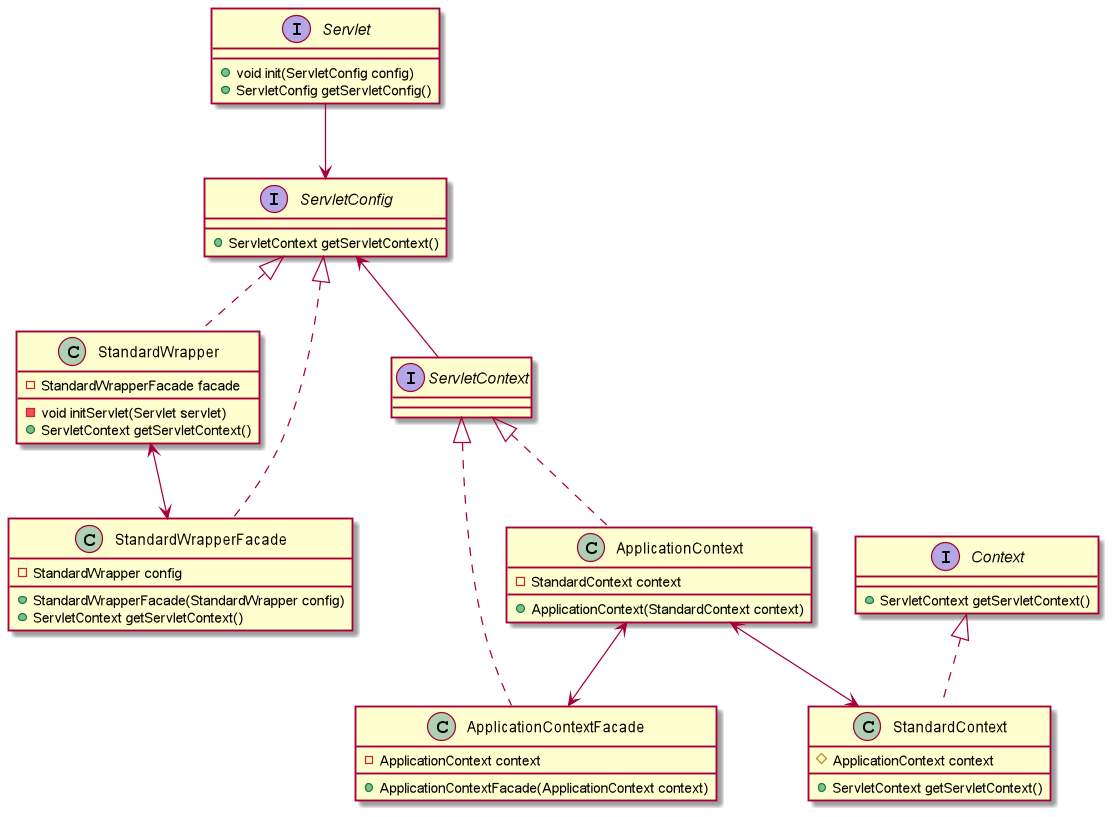 I Servlet
void init(ServletConfig config)
ServletConfig getServletConfig()
I ServletConfig
ServletContext getServletContext()
C StandardWrapper
StandardWrapperFacade facade
void initServlet(Servlet servlet)
ServletContext getServletContext()
I ServletContext
C StandardWrapperFacade
StandardWrapper config
StandardWrapperFacade(StandardWrapper config)
ServletContext getServletContext()
C ApplicationContext
StandardContext context
ApplicationContext(StandardContext context)
I Context
ServletContext getServletContext()
C ApplicationContextFacade
ApplicationContext context
ApplicationContextFacade(ApplicationContext context)
C StandardContext
ApplicationContext context
ServletContext getServletContext()